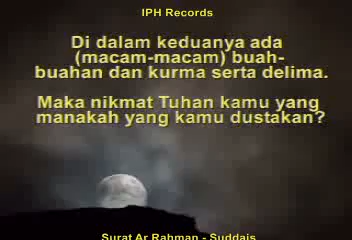 IPH Records
Di dalam keduanya ada
(macam-macam) buah-
buahan dan kurma serta delima.
Maka nikmat Tuhan kamu yang
manakah yang kamu dustakan?
Surat Ar Rahman - Suddais